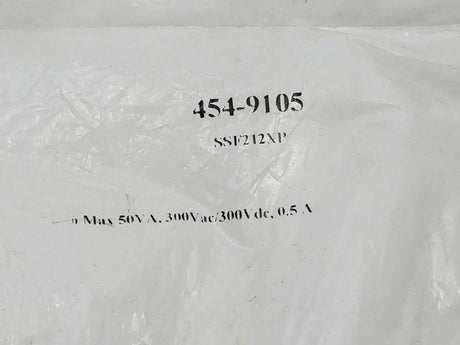 454-9105
SSF212XP
Max 50VA, 300Vac/300Vdc, 0.5 A